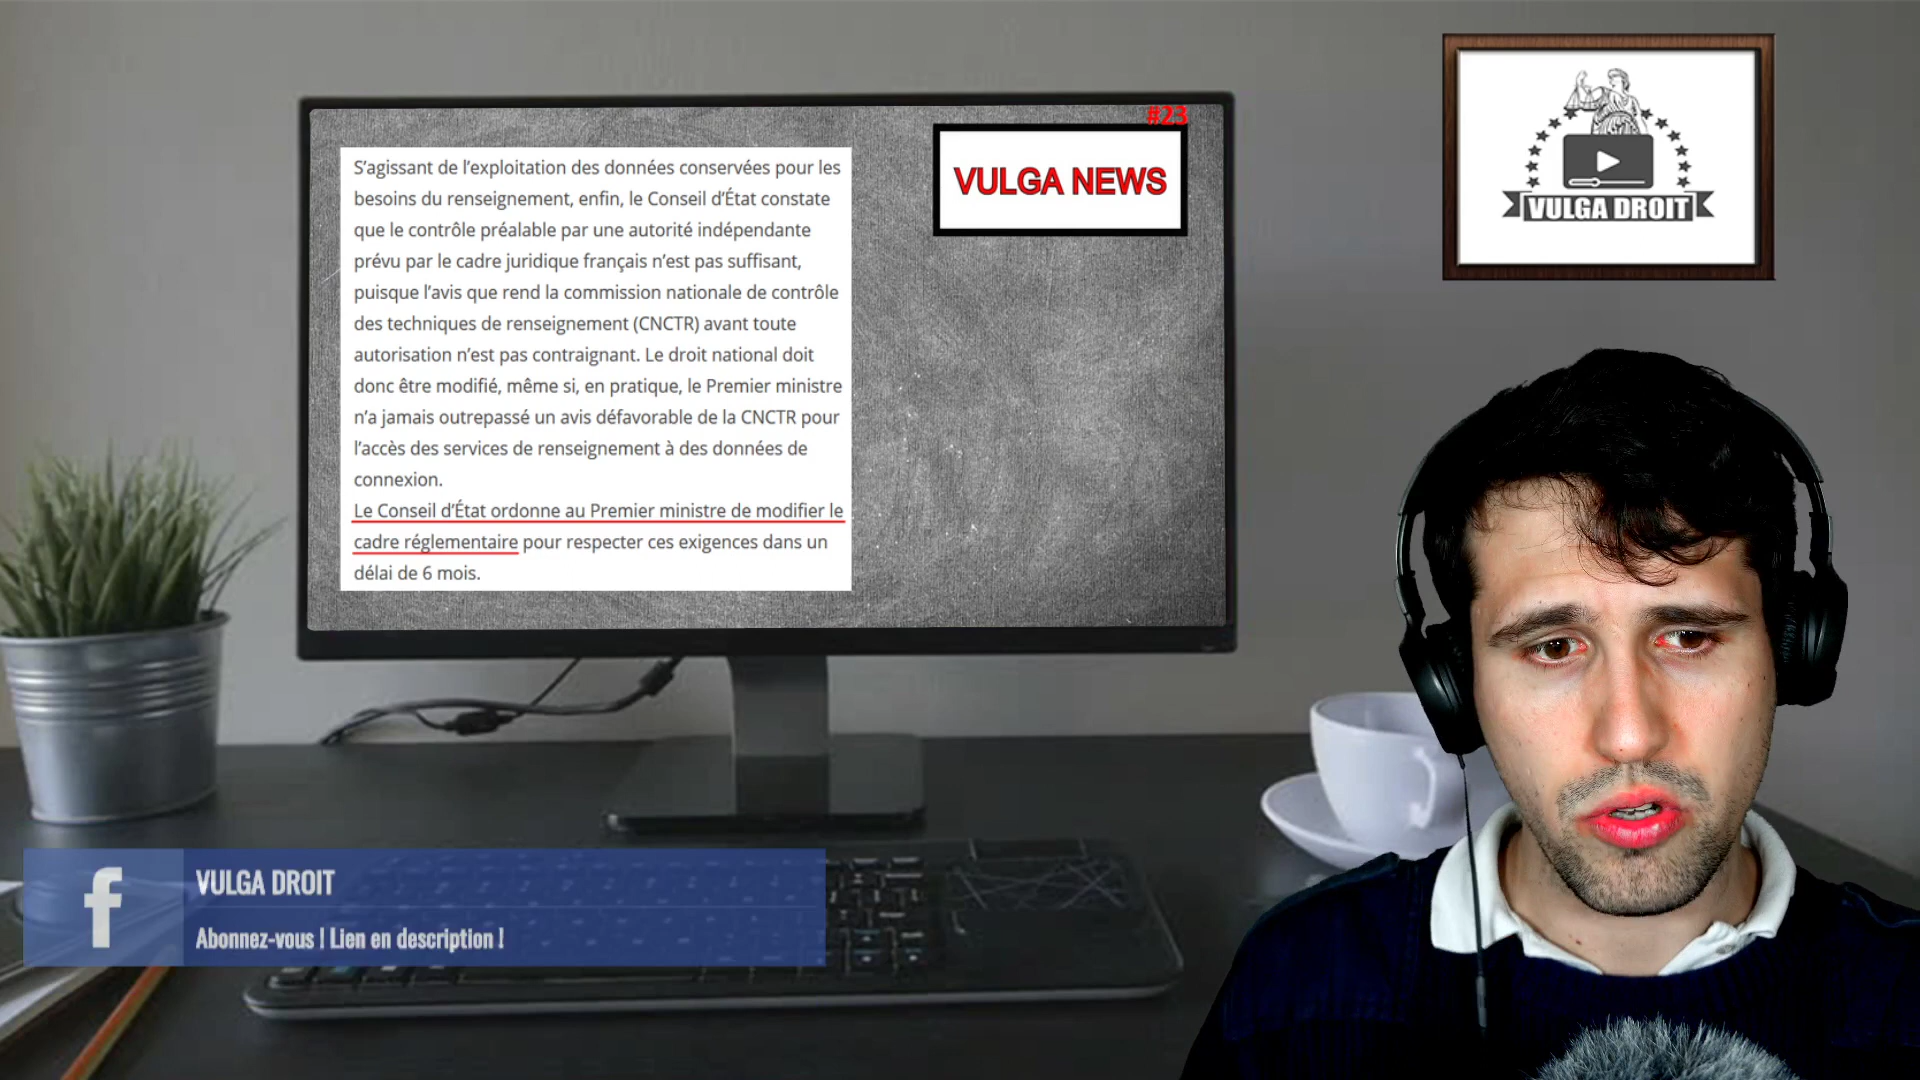 #23
VULGA NEWS
VULGA DROIT
S'agissant de l'exploitation des données conservées pour les
besoins du renseignement, enfin, le Conseil d'État constate
que le contrôle préalable par une autorité indépendante
prévu par le cadre juridique français n'est pas suffisant,
puisque l'avis que rend la commission nationale de contrôle
des techniques de renseignement (CNCTR) avant toute
autorisation n'est pas contraignant. Le droit national doit
donc être modifié, même si, en pratique, le Premier ministre
n'a jamais outrepassé un avis défavorable de la CNCTR pour
l'accès des services de renseignement à des données de
connexion.
Le Conseil d'État ordonne au Premier ministre de modifier le
cadre réglementaire pour respecter ces exigences dans un
délai de 6 mois.
f
VULGA DROIT
Abonnez-vous | Lien en description !